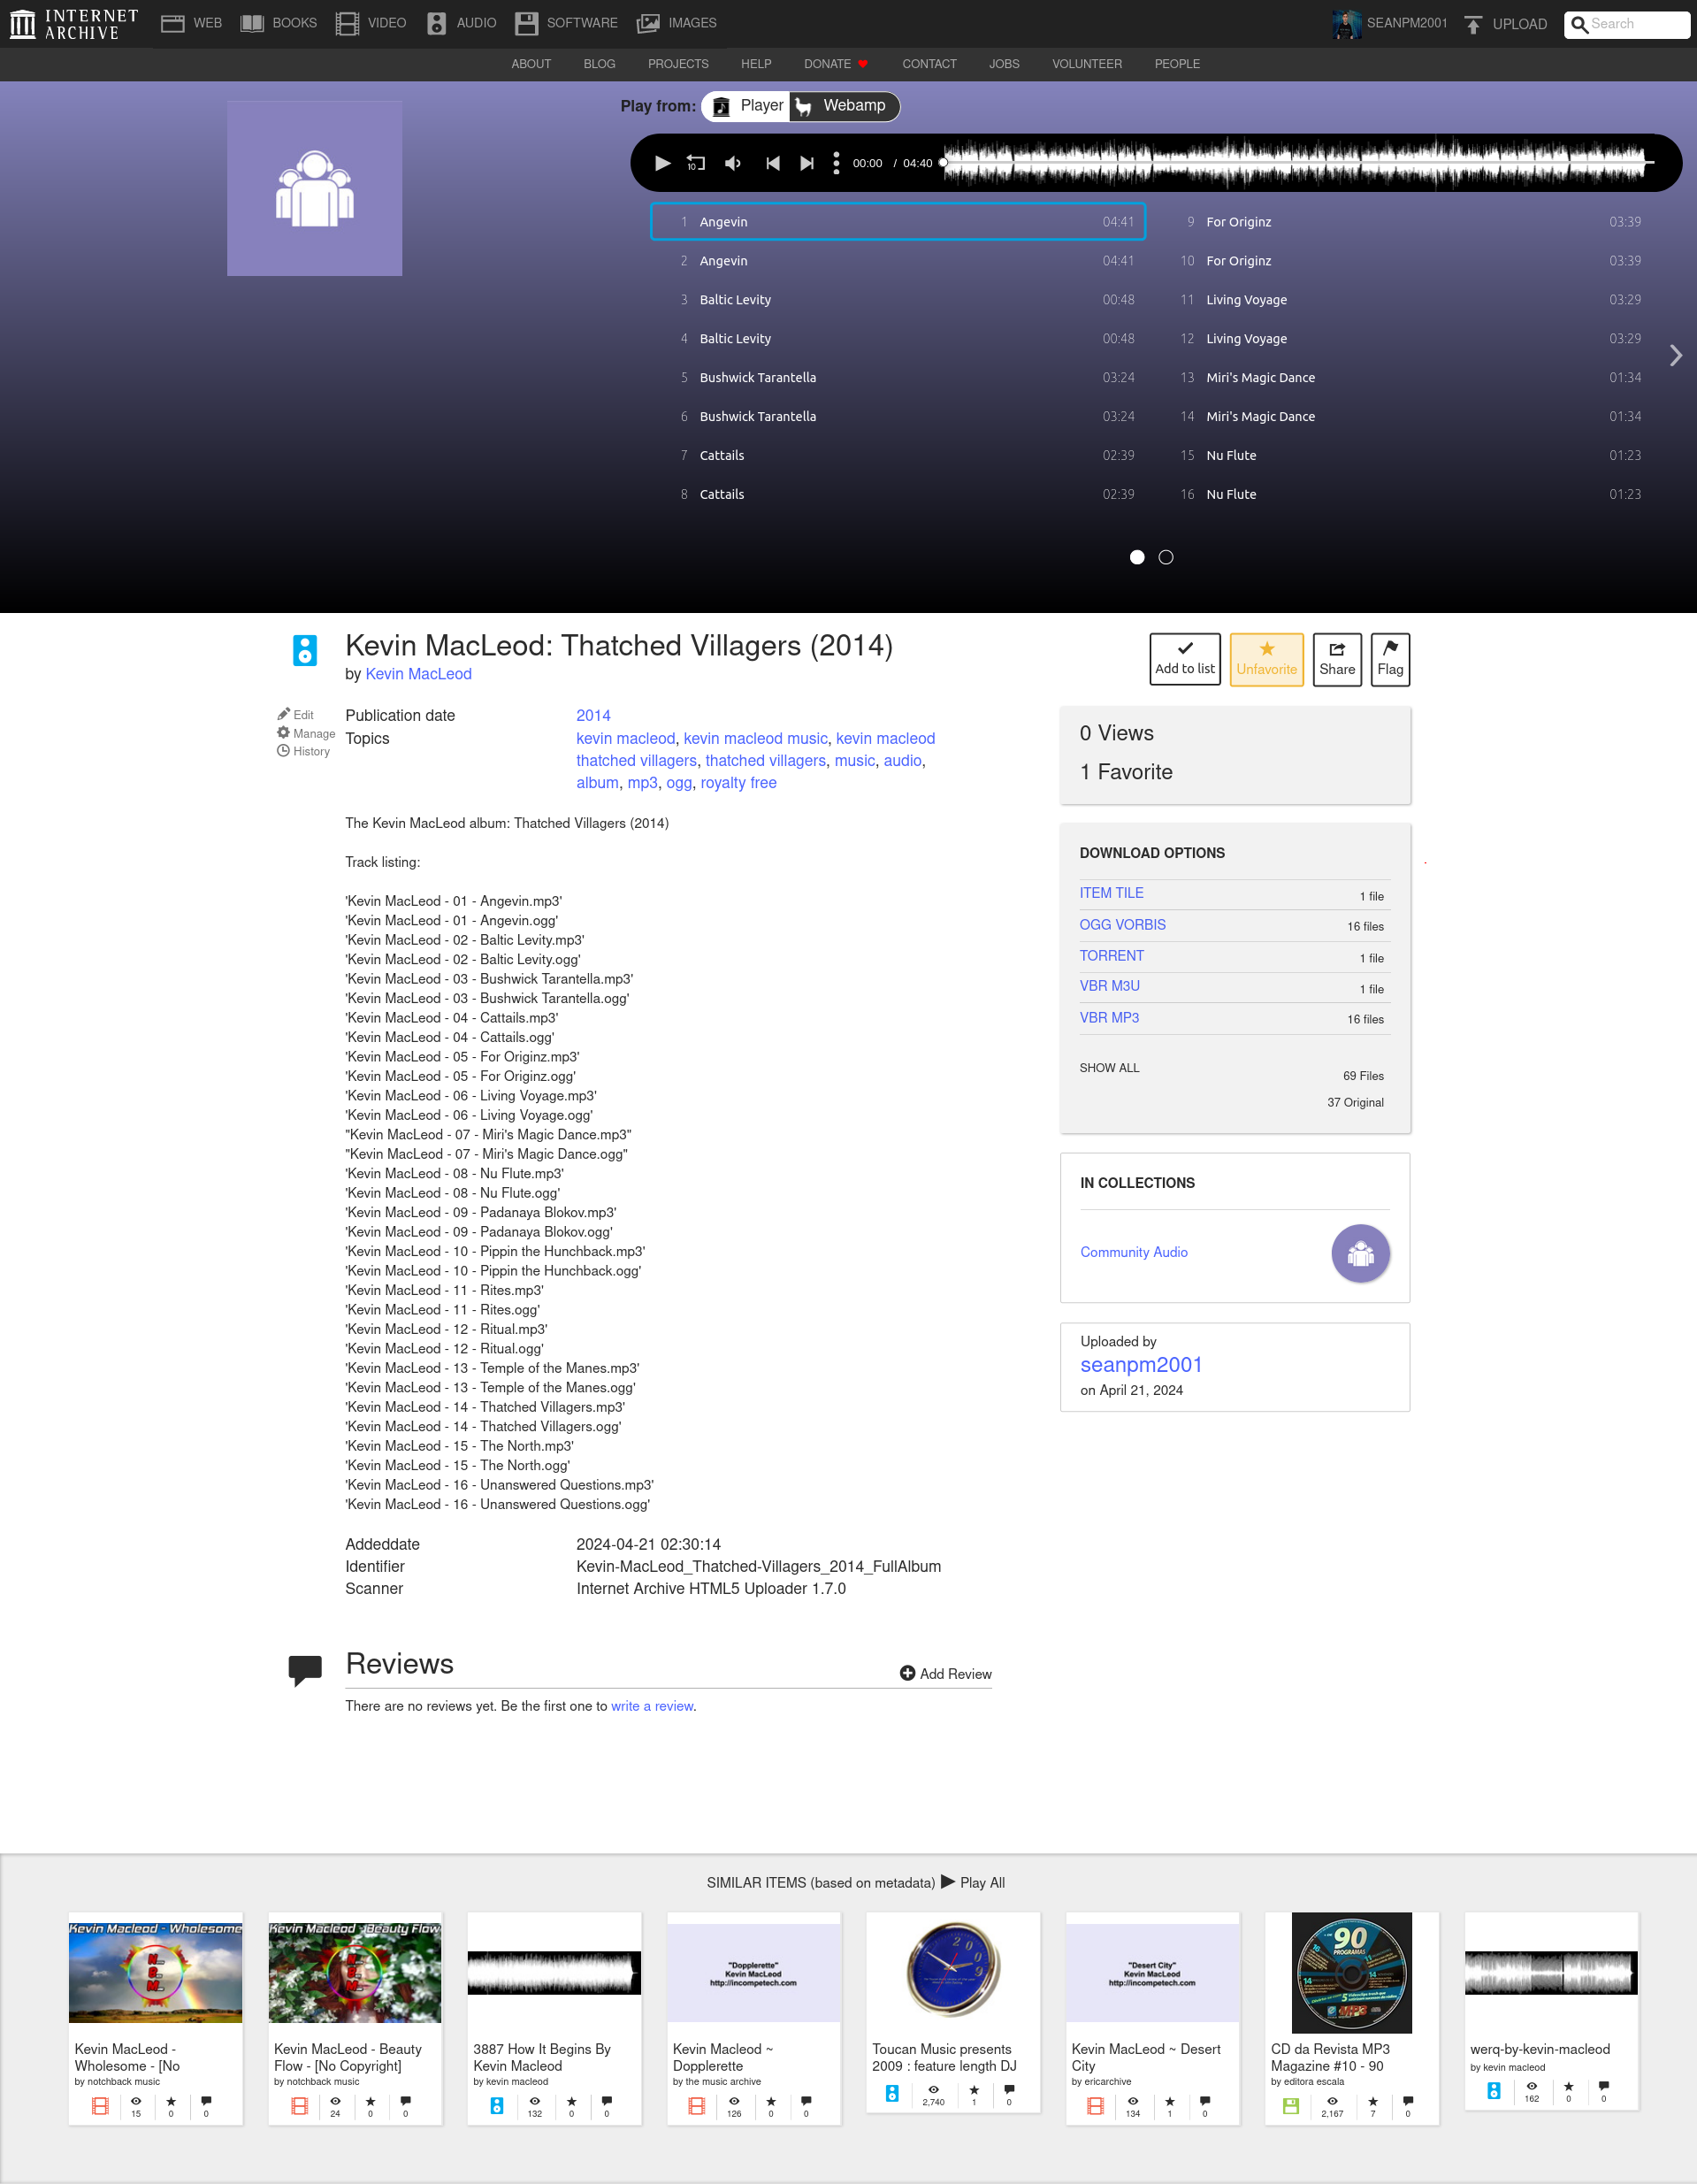 INTERNET ARCHIVE
WEB BOOKS VIDEO AUDIO SOFTWARE IMAGES SEANPM2001 UPLOAD Search
ABOUT BLOG PROJECTS HELP DONATE CONTACT JOBS VOLUNTEER PEOPLE
Play from: Player Webamp
10 00:00 / 04:40
1 Angevin 04:41
2 Angevin 04:41
3 Baltic Levity 00:48
4 Baltic Levity 00:48
5 Bushwick Tarantella 03:24
6 Bushwick Tarantella 03:24
7 Cattails 02:39
8 Cattails 02:39
9 For Originz 03:39
10 For Originz 03:39
11 Living Voyage 03:29
12 Living Voyage 03:29
13 Miri's Magic Dance 01:34
14 Miri's Magic Dance 01:34
15 Nu Flute 01:23
16 Nu Flute 01:23
Kevin MacLeod: Thatched Villagers (2014)
by Kevin MacLeod
Add to list Unfavorite Share Flag
Edit
Manage
History
Publication date 2014
Topics kevin macleod, kevin macleod music, kevin macleod
thatched villagers, thatched villagers, music, audio,
album, mp3, ogg, royalty free
The Kevin MacLeod album: Thatched Villagers (2014)
Track listing:
'Kevin MacLeod - 01 - Angevin.mp3'
'Kevin MacLeod - 01 - Angevin.ogg'
'Kevin MacLeod - 02 - Baltic Levity.mp3'
'Kevin MacLeod - 02 - Baltic Levity.ogg'
'Kevin MacLeod - 03 - Bushwick Tarantella.mp3'
'Kevin MacLeod - 03 - Bushwick Tarantella.ogg'
'Kevin MacLeod - 04 - Cattails.mp3'
'Kevin MacLeod - 04 - Cattails.ogg'
'Kevin MacLeod - 05 - For Originz.mp3'
'Kevin MacLeod - 05 - For Originz.ogg'
'Kevin MacLeod - 06 - Living Voyage.mp3'
'Kevin MacLeod - 06 - Living Voyage.ogg'
"Kevin MacLeod - 07 - Miri's Magic Dance.mp3"
"Kevin MacLeod - 07 - Miri's Magic Dance.ogg"
'Kevin MacLeod - 08 - Nu Flute.mp3'
'Kevin MacLeod - 08 - Nu Flute.ogg'
'Kevin MacLeod - 09 - Padanaya Blokov.mp3'
'Kevin MacLeod - 09 - Padanaya Blokov.ogg'
'Kevin MacLeod - 10 - Pippin the Hunchback.mp3'
'Kevin MacLeod - 10 - Pippin the Hunchback.ogg'
'Kevin MacLeod - 11 - Rites.mp3'
'Kevin MacLeod - 11 - Rites.ogg'
'Kevin MacLeod - 12 - Ritual.mp3'
'Kevin MacLeod - 12 - Ritual.ogg'
'Kevin MacLeod - 13 - Temple of the Manes.mp3'
'Kevin MacLeod - 13 - Temple of the Manes.ogg'
'Kevin MacLeod - 14 - Thatched Villagers.mp3'
'Kevin MacLeod - 14 - Thatched Villagers.ogg'
'Kevin MacLeod - 15 - The North.mp3'
'Kevin MacLeod - 15 - The North.ogg'
'Kevin MacLeod - 16 - Unanswered Questions.mp3'
'Kevin MacLeod - 16 - Unanswered Questions.ogg'
Addeddate 2024-04-21 02:30:14
Identifier Kevin-MacLeod_Thatched-Villagers_2014_FullAlbum
Scanner Internet Archive HTML5 Uploader 1.7.0
0 Views
1 Favorite
DOWNLOAD OPTIONS
ITEM TILE 1 file
OGG VORBIS 16 files
TORRENT 1 file
VBR M3U 1 file
VBR MP3 16 files
SHOW ALL 69 Files
37 Original
IN COLLECTIONS
Community Audio
Uploaded by
seanpm2001
on April 21, 2024
Reviews
Add Review
There are no reviews yet. Be the first one to write a review.
SIMILAR ITEMS (based on metadata) Play All
Kevin Macleod - Wholesome
Kevin MacLeod -
Wholesome - [No
by notchback music
15 0 0
Kevin Macleod - Beauty Flow
Kevin MacLeod - Beauty
Flow - [No Copyright]
by notchback music
24 0 0
3887 How It Begins By
Kevin Macleod
by kevin macleod
132 0 0
"Dopplerette"
Kevin MacLeod
http://incompetech.com
Kevin Macleod ~
Dopplerette
by the music archive
126 0 0
2009
Toucan Music presents
2009 : feature length DJ
2,740 1 0
"Desert City"
Kevin MacLeod
http://incompetech.com
Kevin MacLeod ~ Desert
City
by ericarchive
134 1 0
90
PROGRAMAS
MP3
CD da Revista MP3
Magazine #10 - 90
by editora escala
2,167 7 0
werq-by-kevin-macleod
by kevin macleod
162 0 0